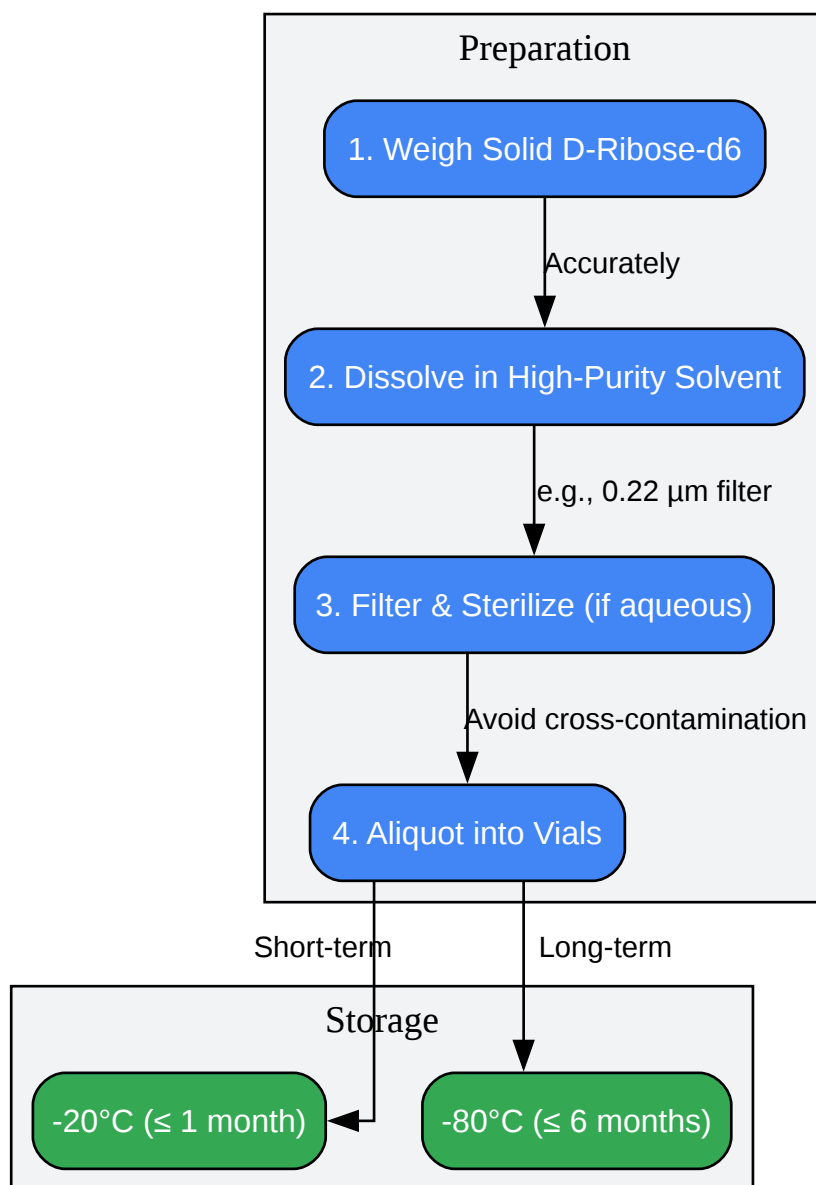 Preparation
1. Weigh Solid D-Ribose-d6
Accurately
2. Dissolve in High-Purity Solvent
e.g., 0.22 µm filter
3. Filter & Sterilize (if aqueous)
Avoid cross-contamination
4. Aliquot into Vials
Short-term
Long-term
Storage
-20°C (≤ 1 month)
-80°C (≤ 6 months)